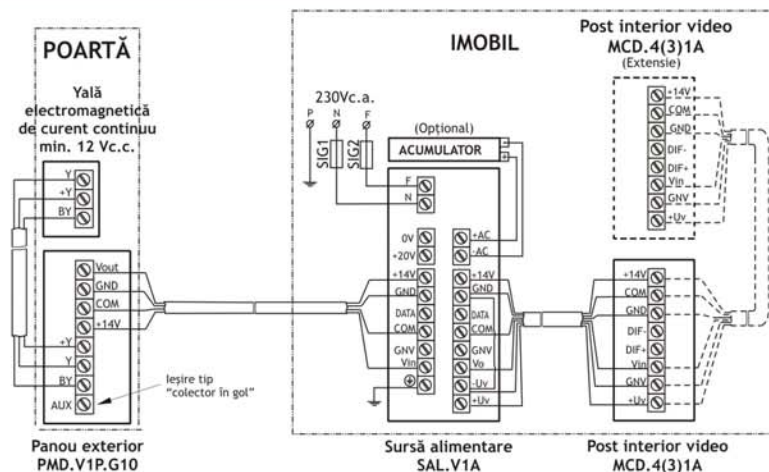 POARTĂ
Yală
electromagnetică
de curent continuu
min. 12 Vc.c.
Y
+Y
BY
Y
+Y
BY
Vout
GND
COM
+14V
+Y
Y
BY
AUX
Ieşire tip
"colector în gol"
Panou exterior
PMD.V1P.G10
IMOBIL
230Vc.a.
P
N
F
SIG1
SIG2
(Opţional)
ACUMULATOR
-
+
F
N
0V
+20V
+14V
GND
DATA
COM
GNV
Vin
+AC
-AC
+14V
GND
DATA
COM
GNV
Vo
-Uv
+Uv
Sursă alimentare
SAL.V1A
Post interior video
MCD.4(3)1A
(Extensie)
+14V
COM
GND
DIF-
DIF+
Vin
GNV
+Uv
+14V
COM
GND
DIF-
DIF+
Vin
GNV
+Uv
Post interior video
MCD.4(3)1A